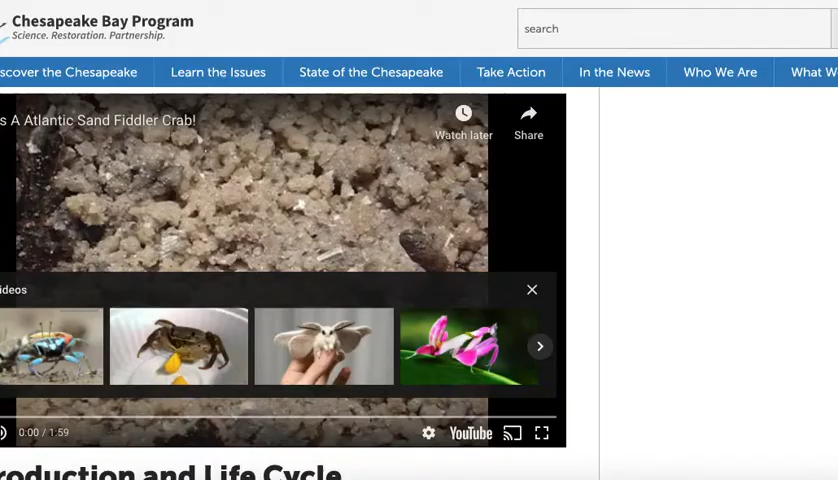 Chesapeake Bay Program
Science. Restoration. Partnership.
search
scover the Chesapeake
Learn the Issues
State of the Chesapeake
Take Action
In the News
Who We Are
What W
s A Atlantic Sand Fiddler Crab!
Watch later
Share
ideos
0:00 / 1:59
YouTube
roduction and Life Cycle